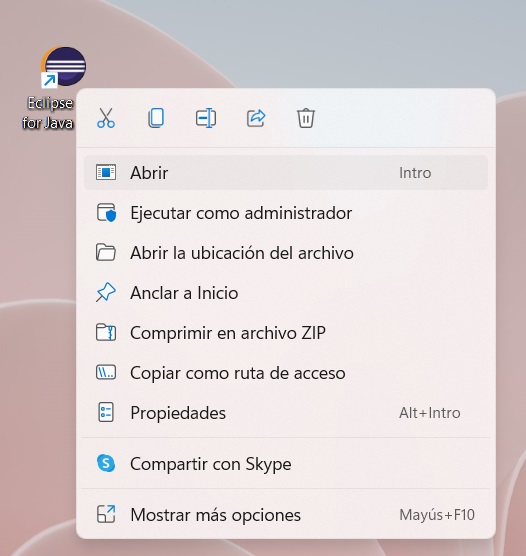 Eclipse
for Java
Abrir Intro
Ejecutar como administrador
Abrir la ubicación del archivo
Anclar a Inicio
Comprimir en archivo ZIP
Copiar como ruta de acceso
Propiedades Alt+Intro
Compartir con Skype
Mostrar más opciones Mayús+F10